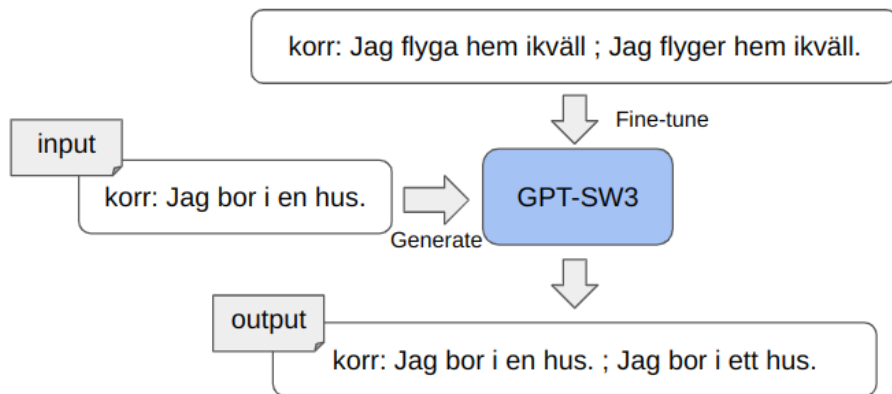 korr: Jag flyga hem ikväll ; Jag flyger hem ikväll.
Fine-tune
input
korr: Jag bor i en hus.
Generate
GPT-SW3
output
korr: Jag bor i en hus. ; Jag bor i ett hus.